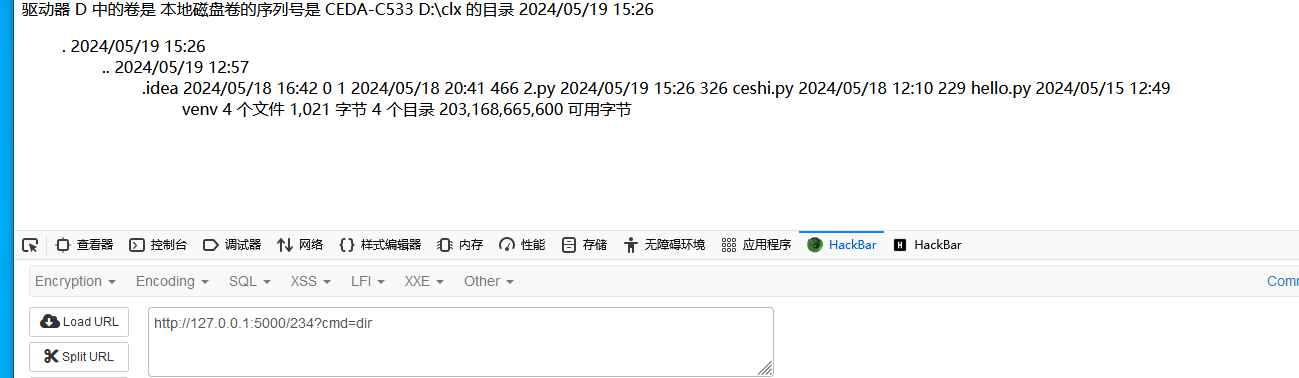 驱动器 D 中的卷是 本地磁盘卷的序列号是 CEDA-C533 D:\clx 的目录 2024/05/19 15:26
. 2024/05/19 15:26
.. 2024/05/19 12:57
.idea 2024/05/18 16:42 0 1 2024/05/18 20:41 466 2.py 2024/05/19 15:26 326 ceshi.py 2024/05/18 12:10 229 hello.py 2024/05/15 12:49
venv 4 个文件 1,021 字节 4 个目录 203,168,665,600 可用字节
查看器 控制台 调试器 网络 样式编辑器 内存 性能 存储 无障碍环境 应用程序 HackBar HackBar
Encryption Encoding SQL XSS LFI XXE Other
Load URL http://127.0.0.1:5000/234?cmd=dir
Split URL